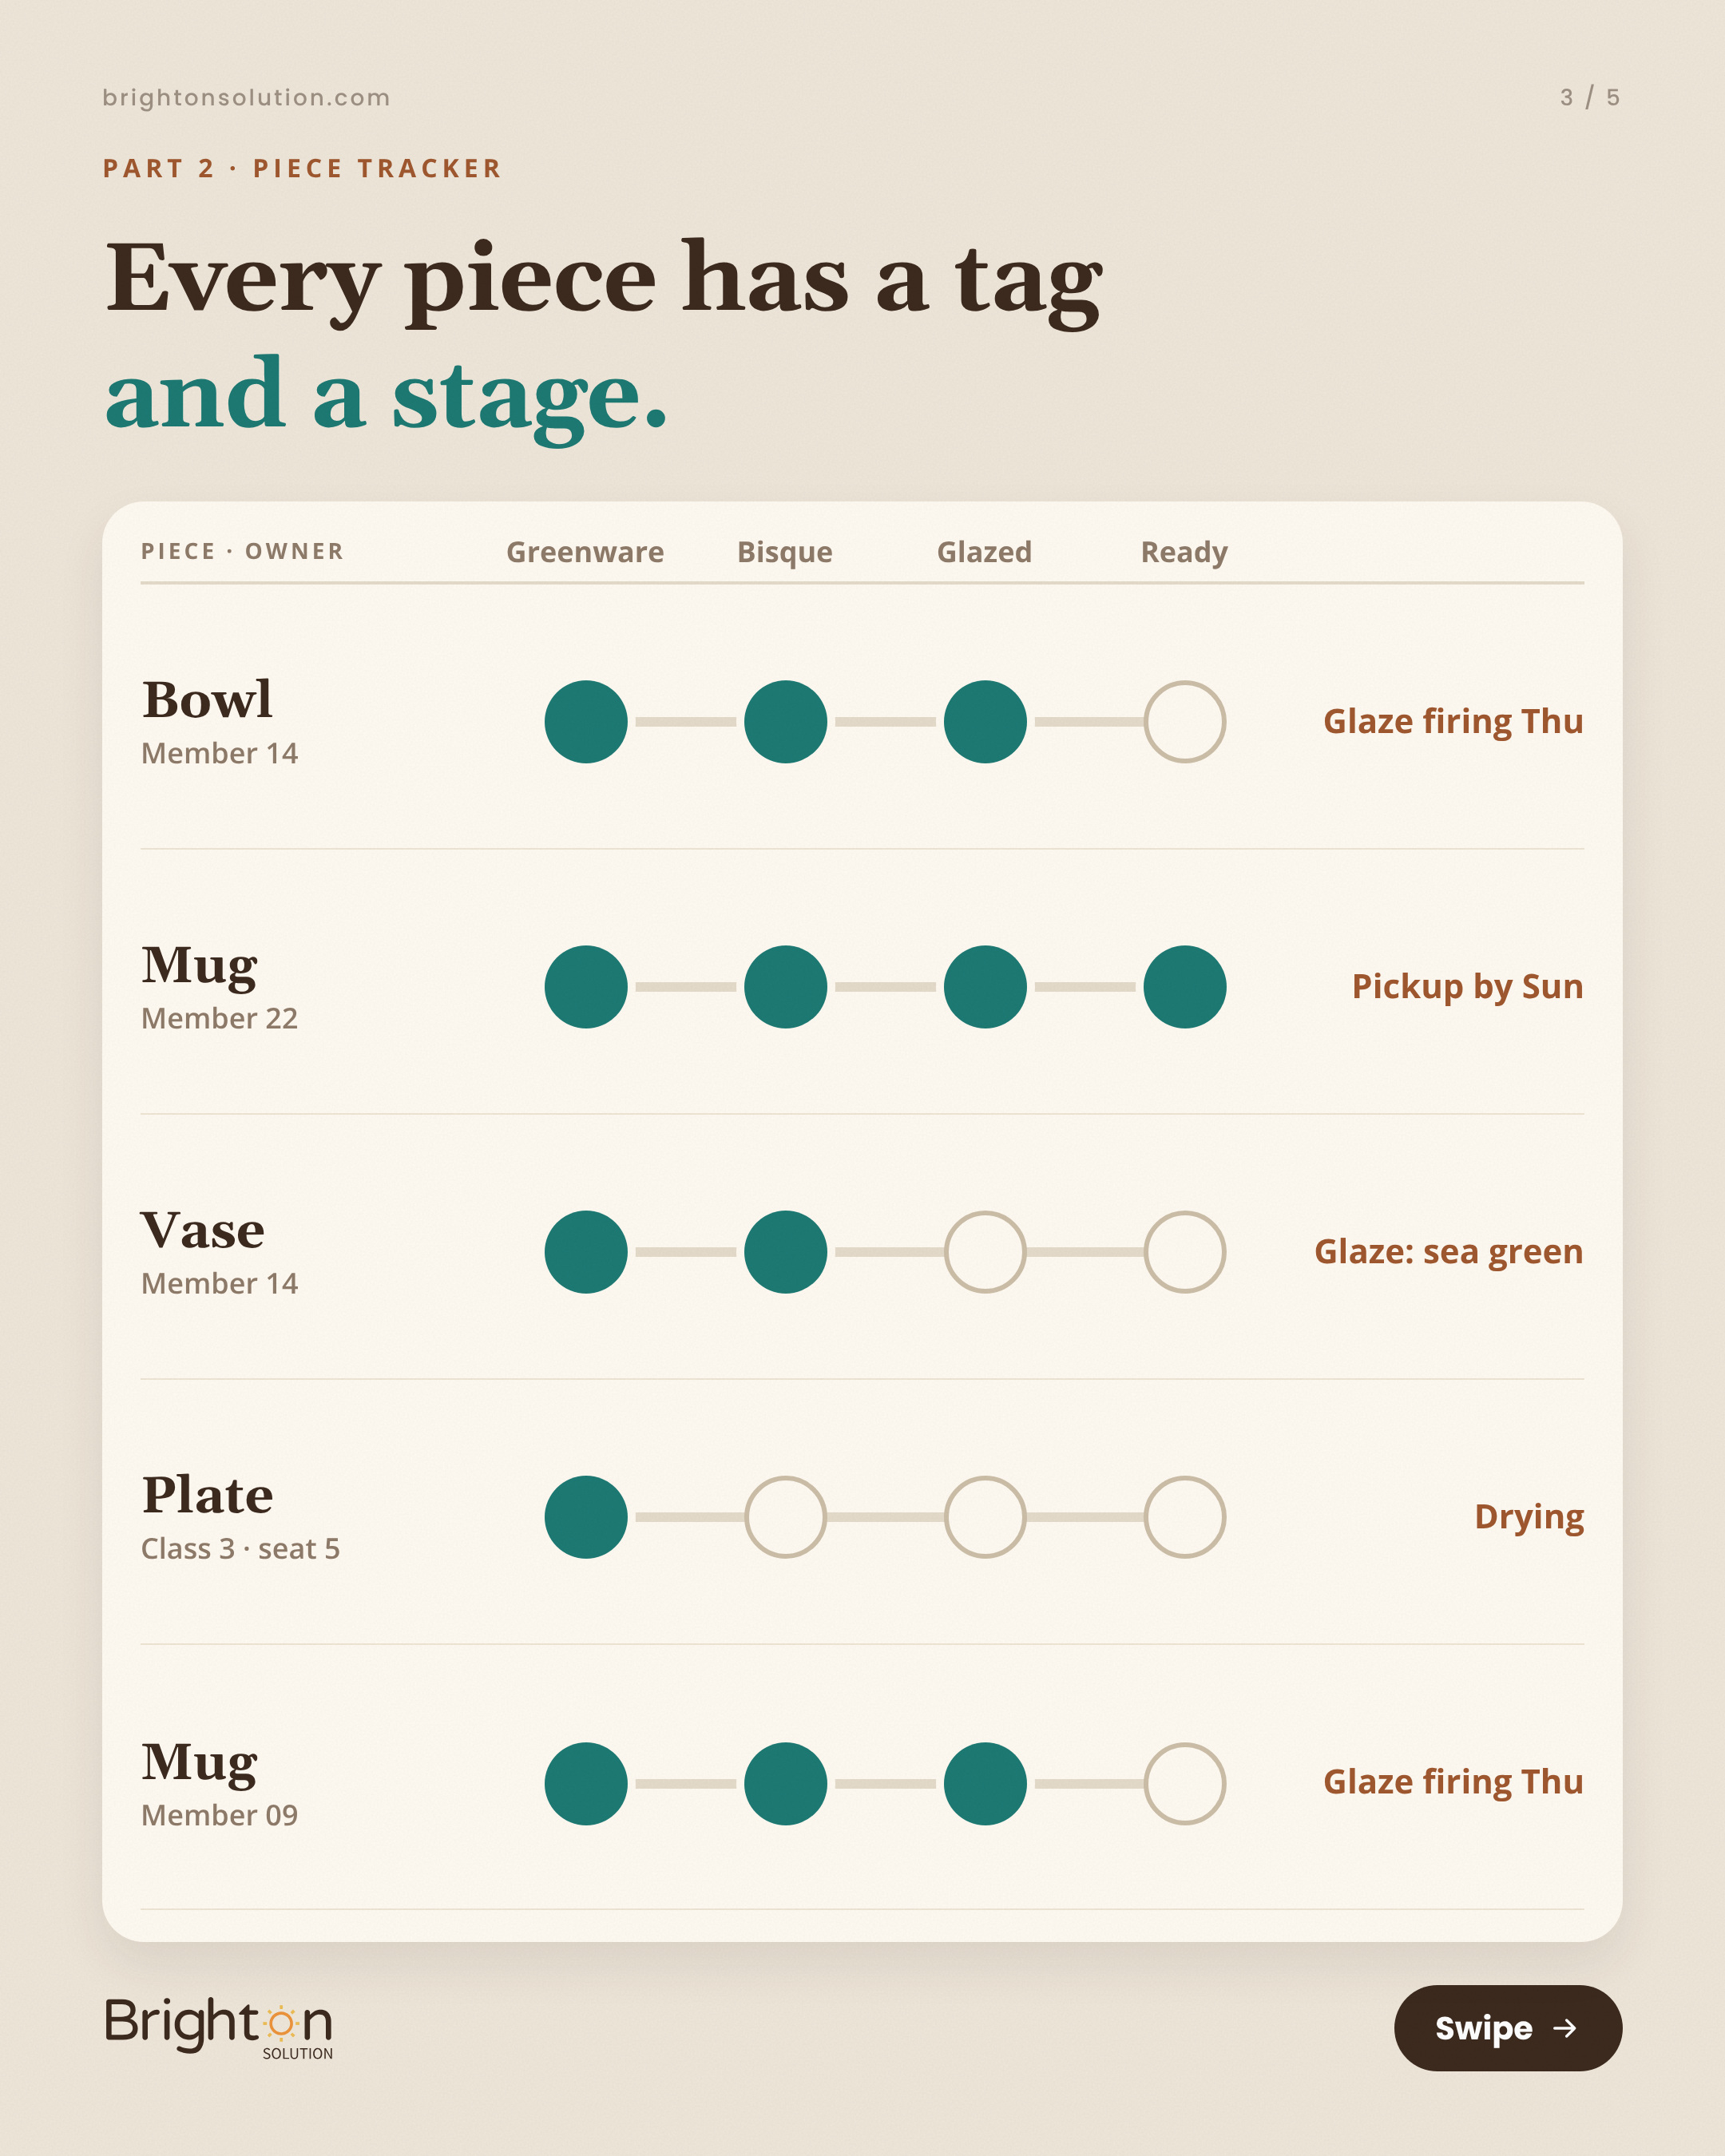 brightonsolution.com
3 / 5
PART 2 · PIECE TRACKER
Every piece has a tag
and a stage.
PIECE · OWNER Greenware Bisque Glazed Ready
Bowl
Member 14
Glaze firing Thu
Mug
Member 22
Pickup by Sun
Vase
Member 14
Glaze: sea green
Plate
Class 3 · seat 5
Drying
Mug
Member 09
Glaze firing Thu
Brighton
SOLUTION
Swipe →